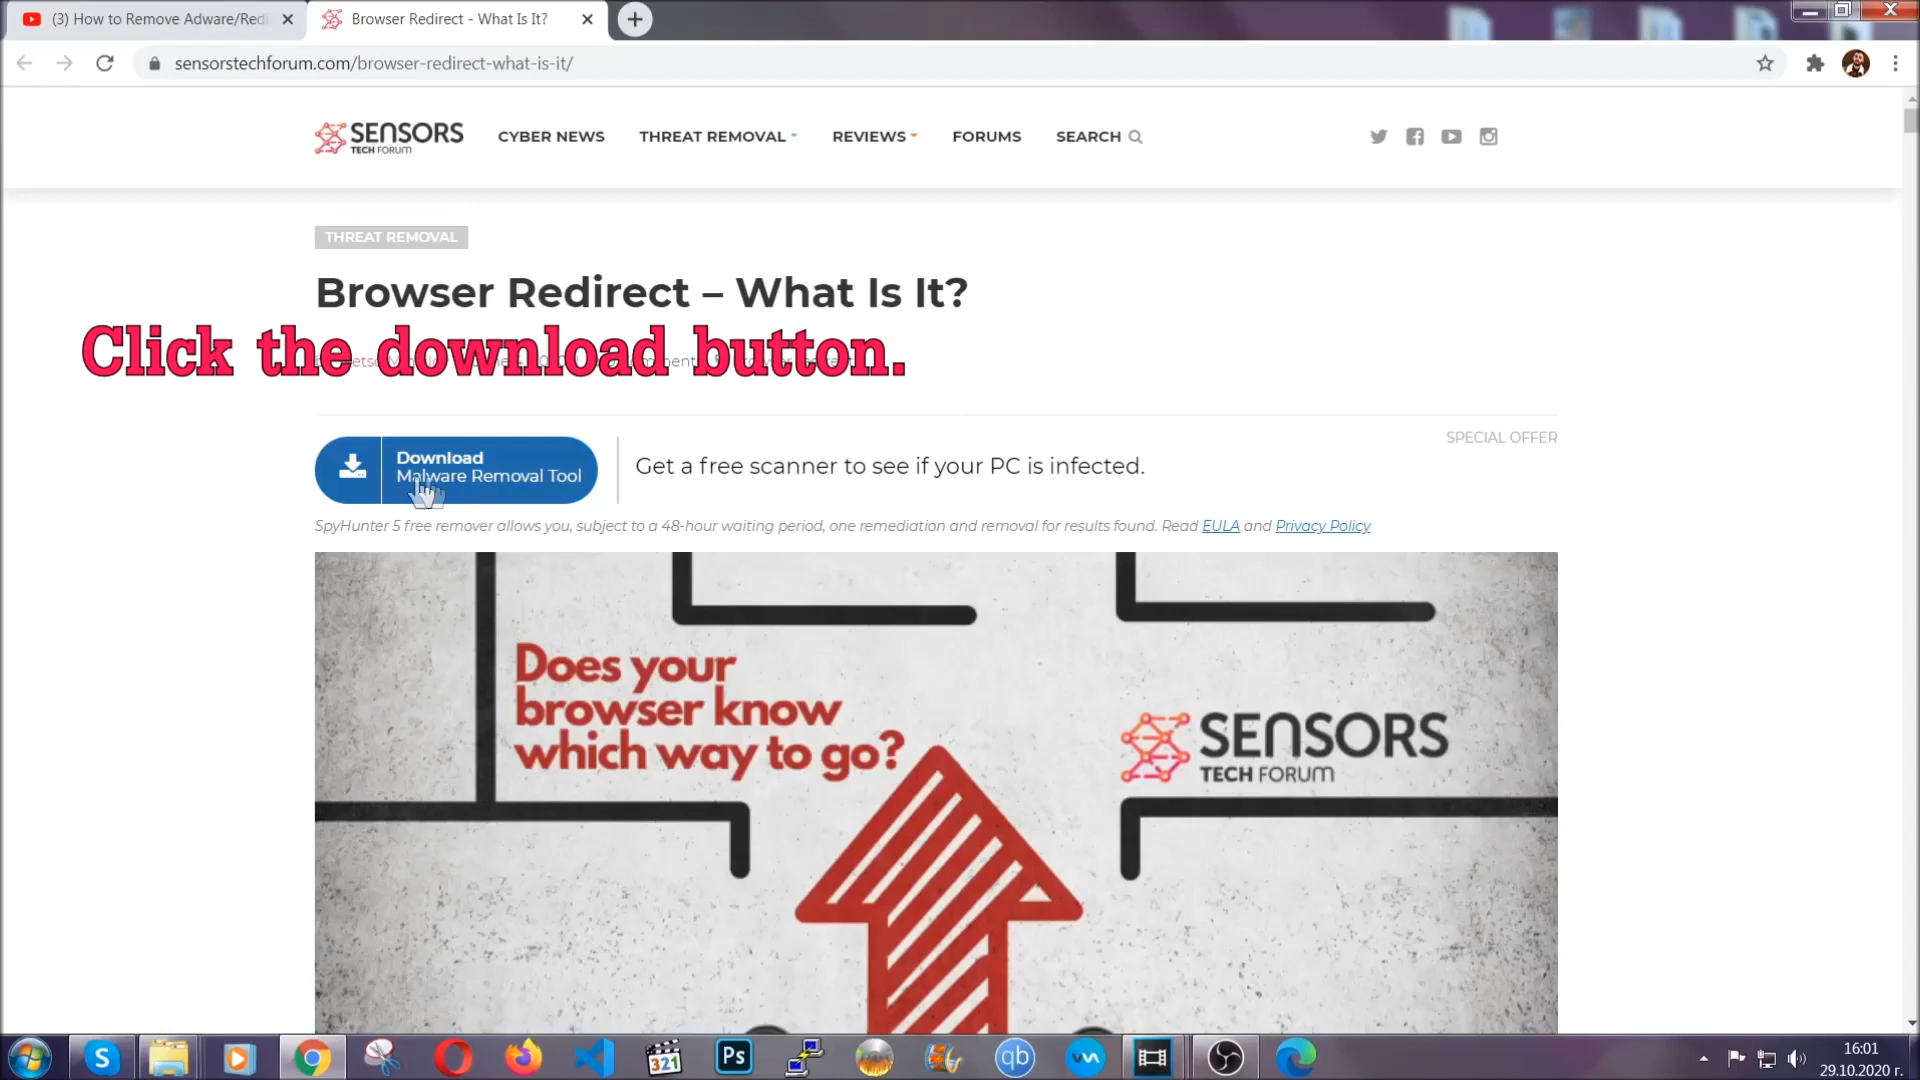 (3) How to Remove Adware/Redi
Browser Redirect - What Is It?
sensorstechforum.com/browser-redirect-what-is-it/
SENSORS
TECH FORUM
CYBER NEWS
THREAT REMOVAL
REVIEWS
FORUMS
SEARCH
THREAT REMOVAL
Browser Redirect – What Is It?
Click the download button.
SPECIAL OFFER
Download
Malware Removal Tool
Get a free scanner to see if your PC is infected.
SpyHunter 5 free remover allows you, subject to a 48-hour waiting period, one remediation and removal for results found. Read EULA and Privacy Policy
Does your
browser know
which way to go?
SENSORS
TECH FORUM
S
321
Ps
qb
16:01
29.10.2020 г.